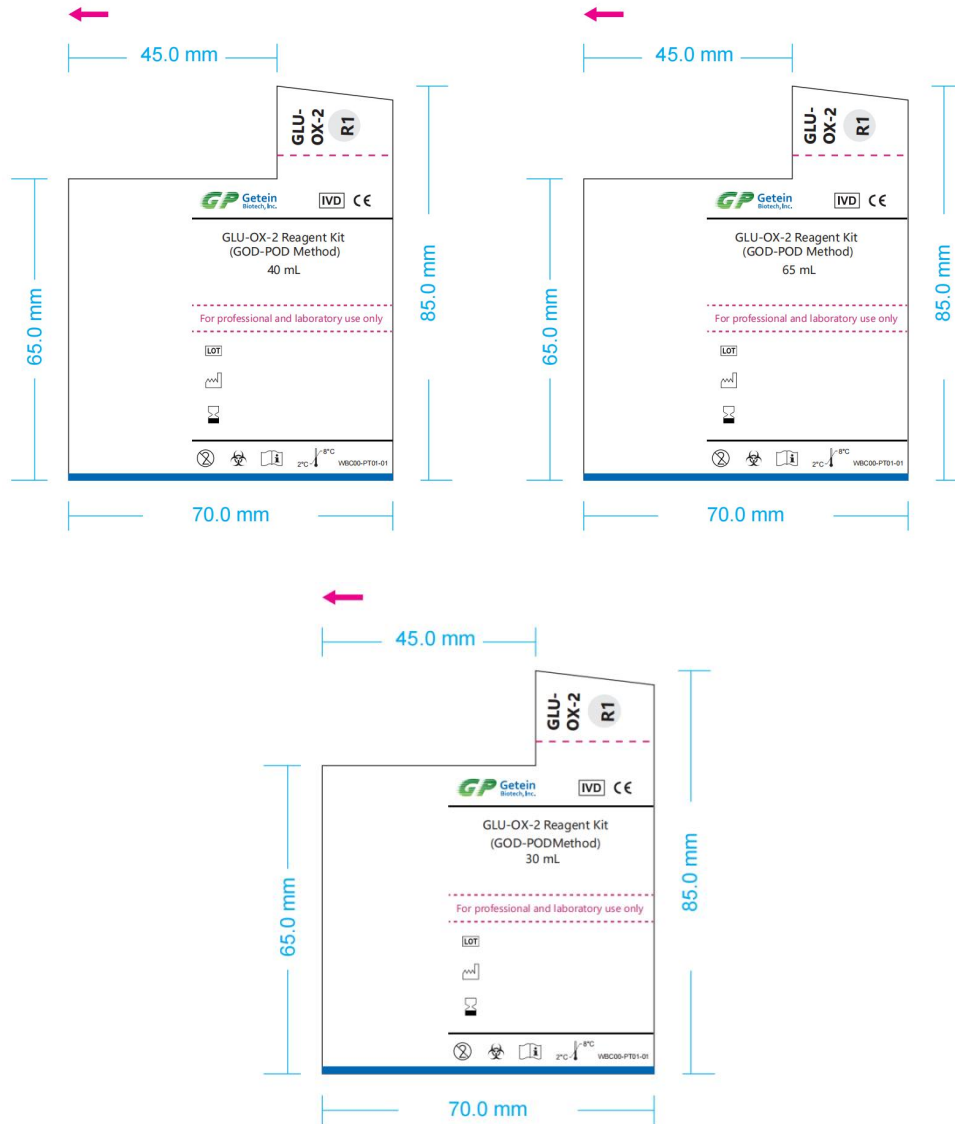 45.0 mm
GLU-
OX-2
R1
GP Getein
Biotech, Inc.
IVD CE
GLU-OX-2 Reagent Kit
(GOD-POD Method)
40 mL
For professional and laboratory use only
LOT
2
i
2°C 8°C
WBC00-PT01-01
65.0 mm
85.0 mm
70.0 mm
45.0 mm
GLU-
OX-2
R1
GP Getein
Biotech, Inc.
IVD CE
GLU-OX-2 Reagent Kit
(GOD-POD Method)
65 mL
For professional and laboratory use only
LOT
2
i
2°C 8°C
WBC00-PT01-01
65.0 mm
85.0 mm
70.0 mm
45.0 mm
GLU-
OX-2
R1
GP Getein
Biotech, Inc.
IVD CE
GLU-OX-2 Reagent Kit
(GOD-PODMethod)
30 mL
For professional and laboratory use only
LOT
2
i
2°C 8°C
WBC00-PT01-01
65.0 mm
85.0 mm
70.0 mm